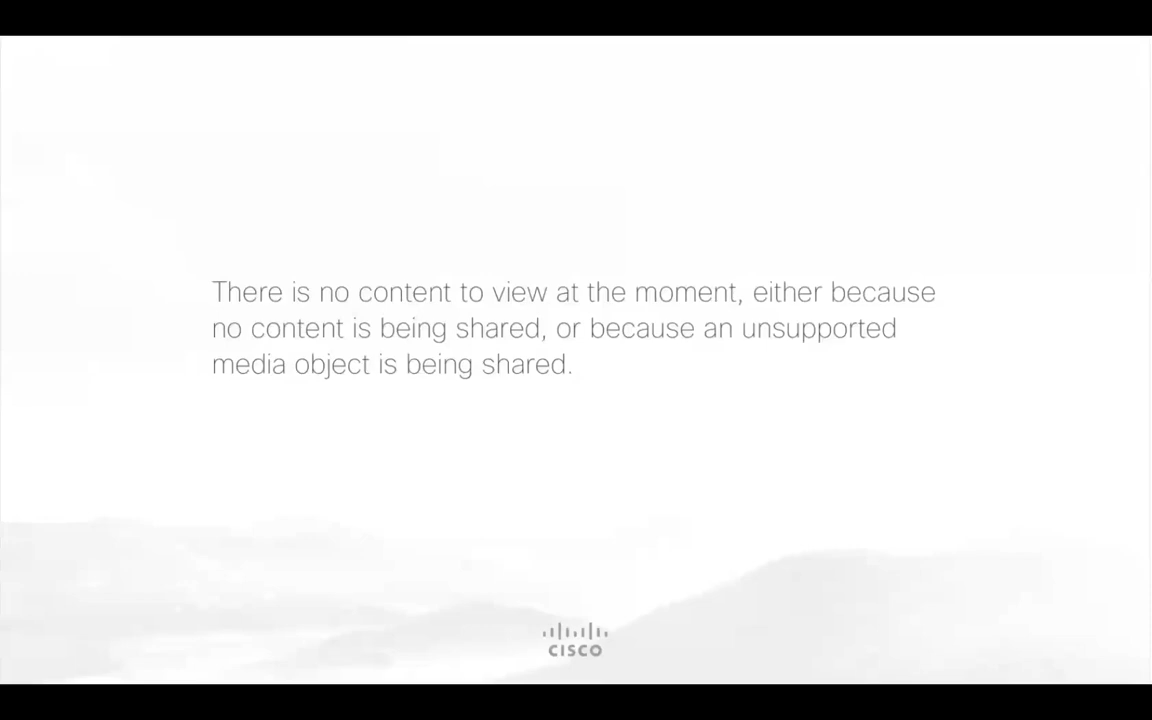 There is no content to view at the moment, either because
no content is being shared, or because an unsupported
media object is being shared.
CISCO